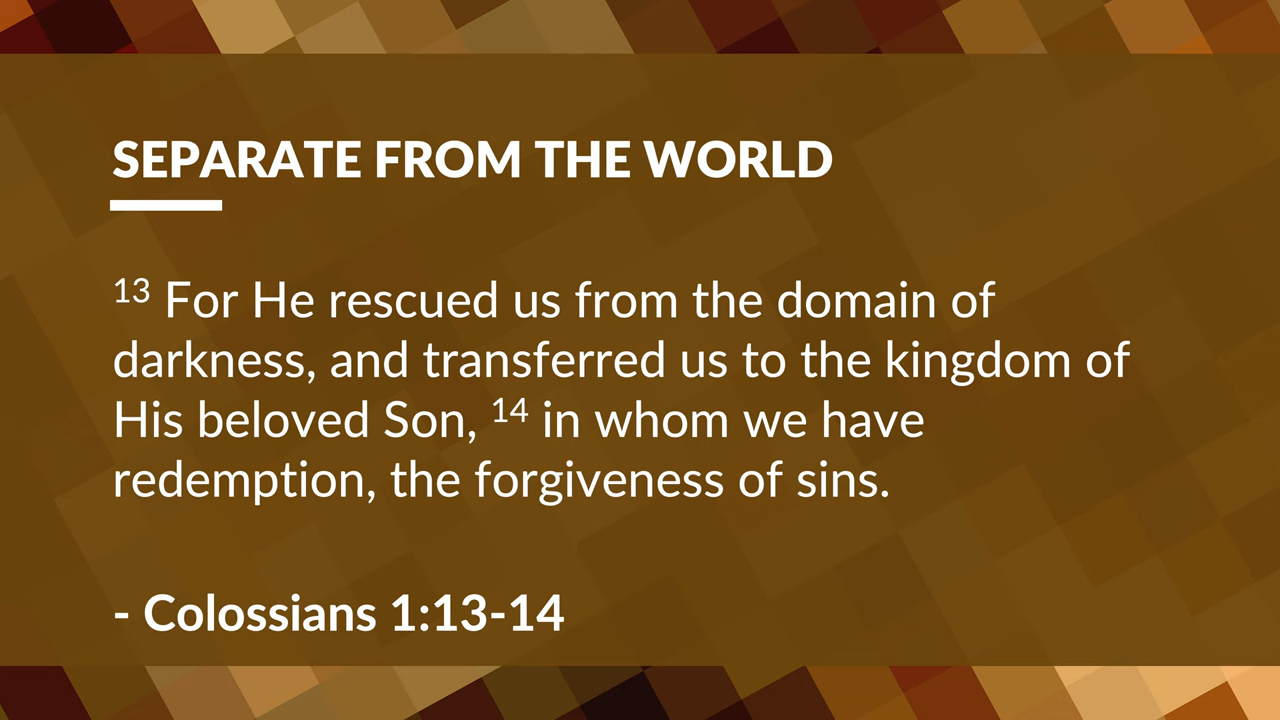 SEPARATE FROM THE WORLD
13 For He rescued us from the domain of
darkness, and transferred us to the kingdom of
His beloved Son, 14 in whom we have
redemption, the forgiveness of sins.
- Colossians 1:13-14